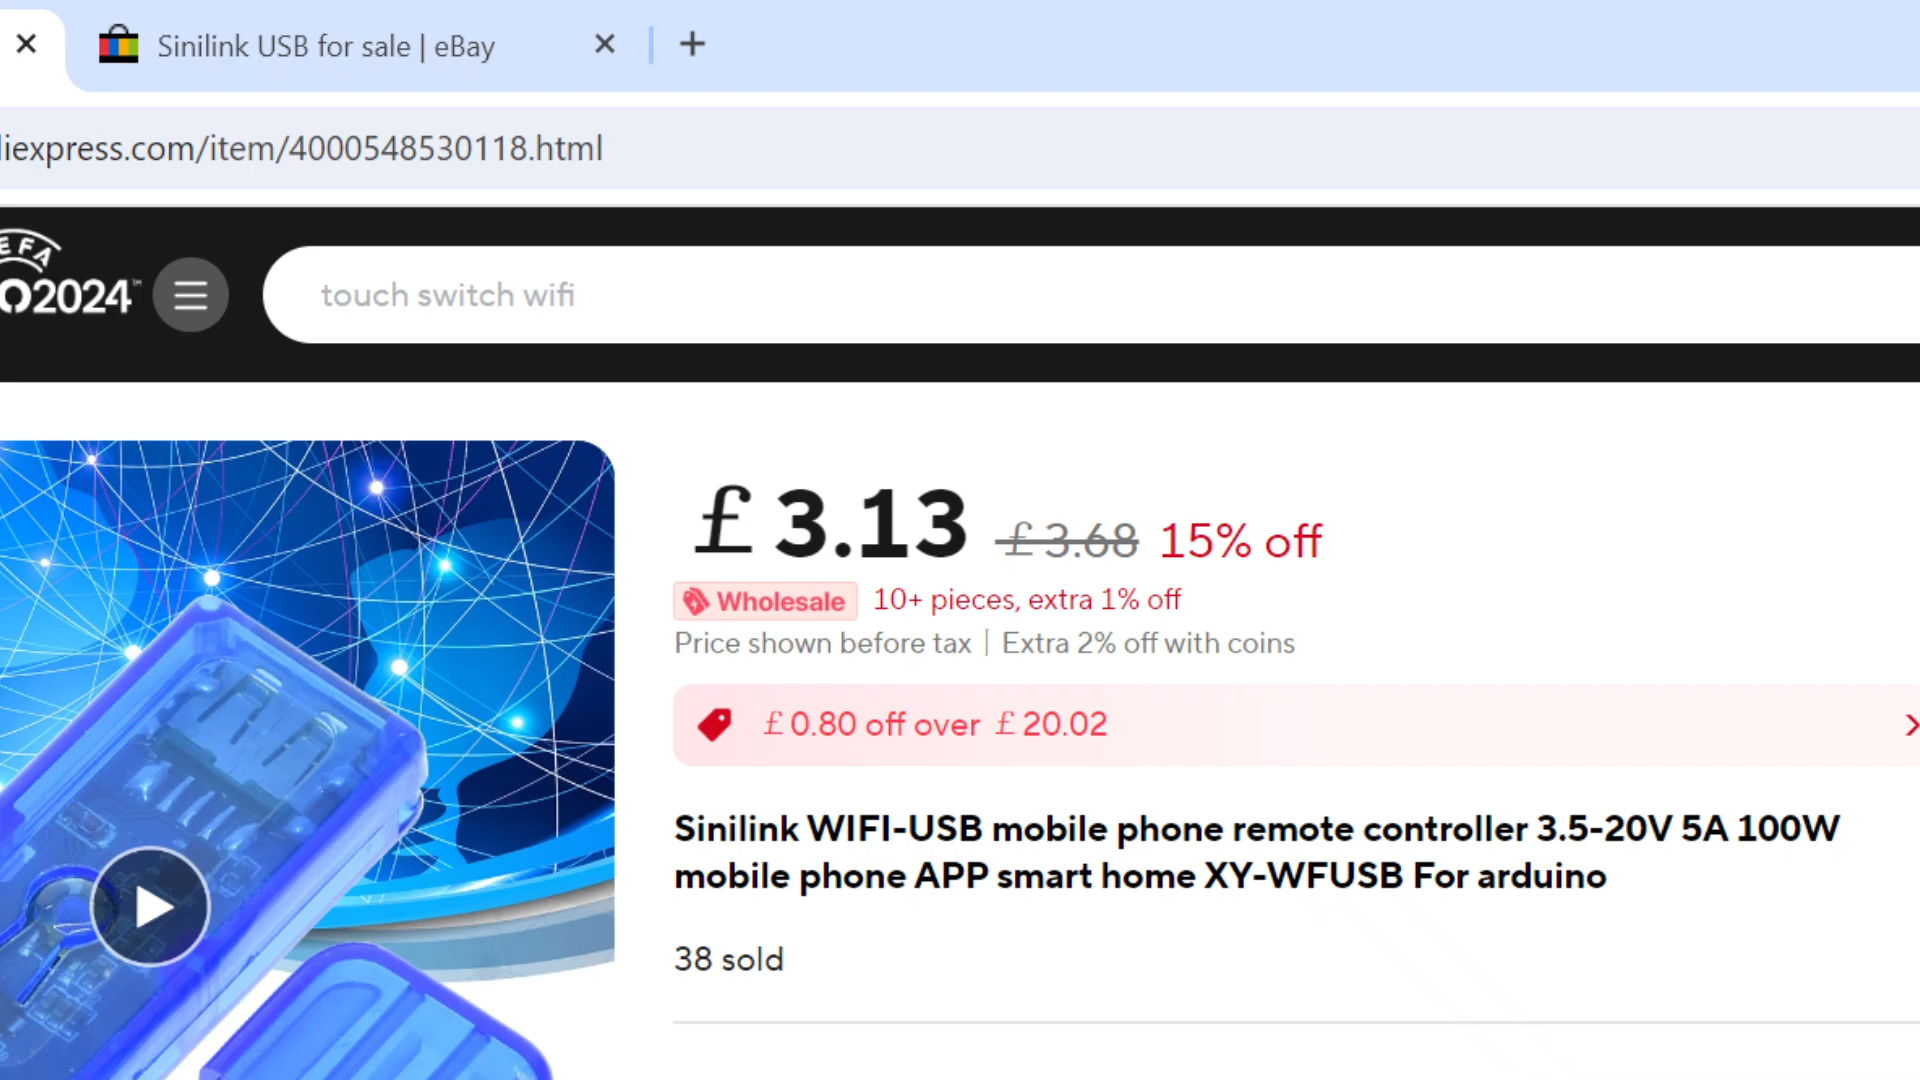 Sinilink USB for sale | eBay
liexpress.com/item/4000548530118.html
EFA
O2024™
touch switch wifi
£3.13 £3.68 15% off
Wholesale 10+ pieces, extra 1% off
Price shown before tax | Extra 2% off with coins
£0.80 off over £20.02
Sinilink WIFI-USB mobile phone remote controller 3.5-20V 5A 100W
mobile phone APP smart home XY-WFUSB For arduino
38 sold